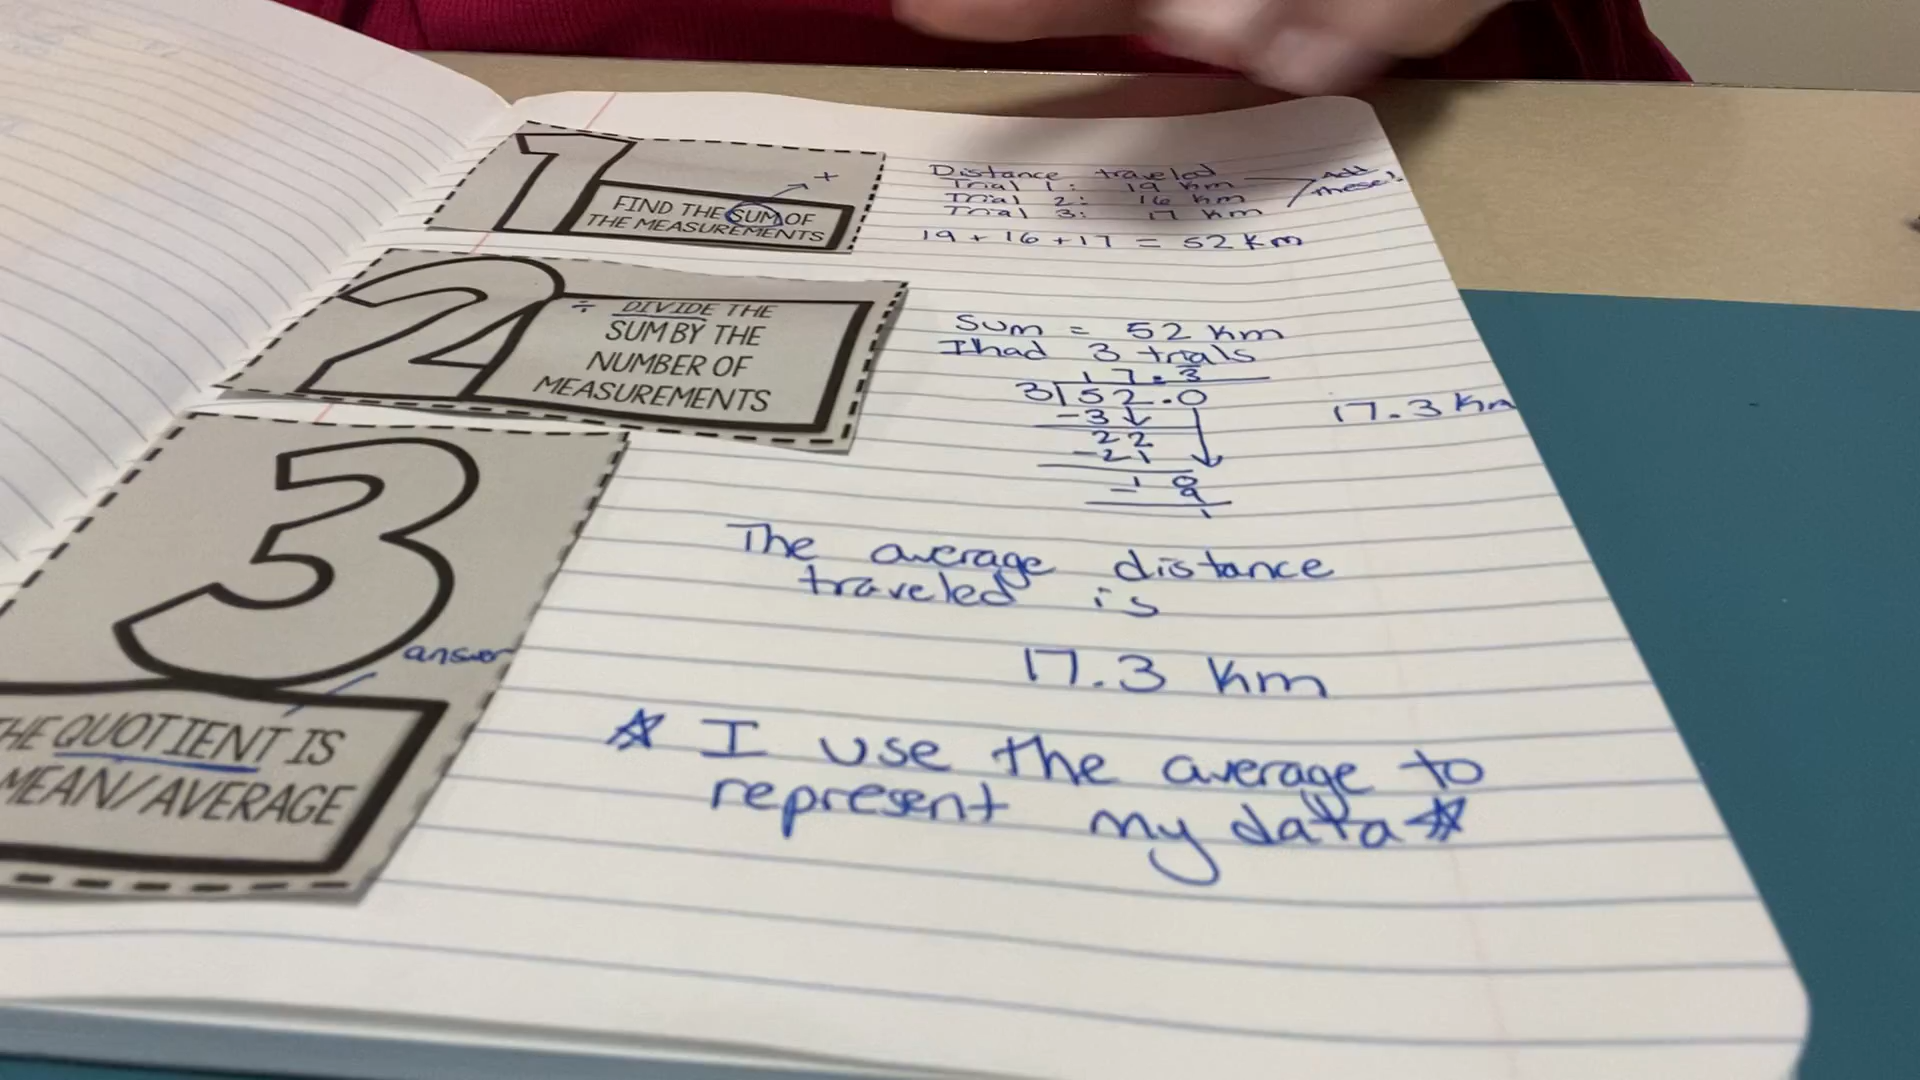 FIND THE SUM OF
THE MEASUREMENTS
+
Distance traveled
Trial 1: 19 km
Trial 2: 16 km
Trial 3: 17 km
Add
these!
19 + 16 + 17 = 52 km
1
2
÷ DIVIDE THE
SUM BY THE
NUMBER OF
MEASUREMENTS
Sum = 52 km
I had 3 trials
17.3
3 52.0
-3
22
-21
10
- 9
1
17.3 km
3
answer
HE QUOTIENT IS
MEAN/AVERAGE
The average distance
traveled is
17.3 km
☆ I use the average to
represent my data ☆